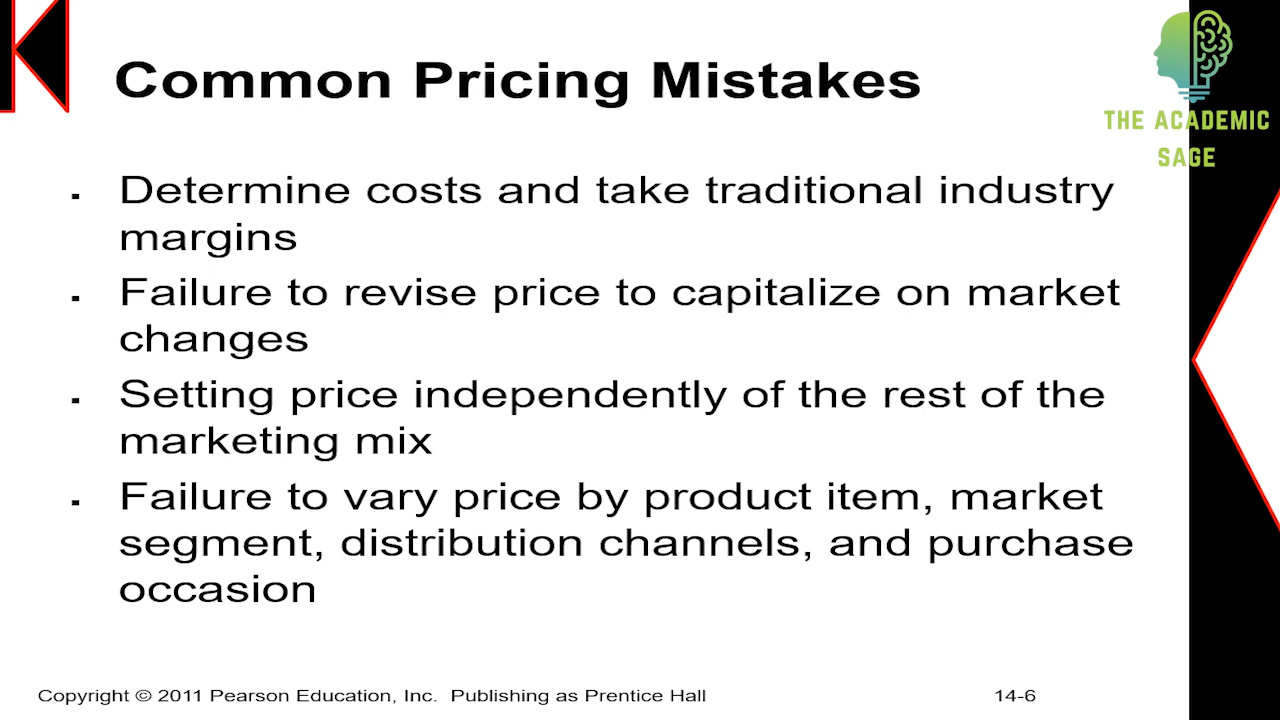 Common Pricing Mistakes
THE ACADEMIC
SAGE
▪ Determine costs and take traditional industry
margins
▪ Failure to revise price to capitalize on market
changes
▪ Setting price independently of the rest of the
marketing mix
▪ Failure to vary price by product item, market
segment, distribution channels, and purchase
occasion
Copyright © 2011 Pearson Education, Inc.  Publishing as Prentice Hall
14-6